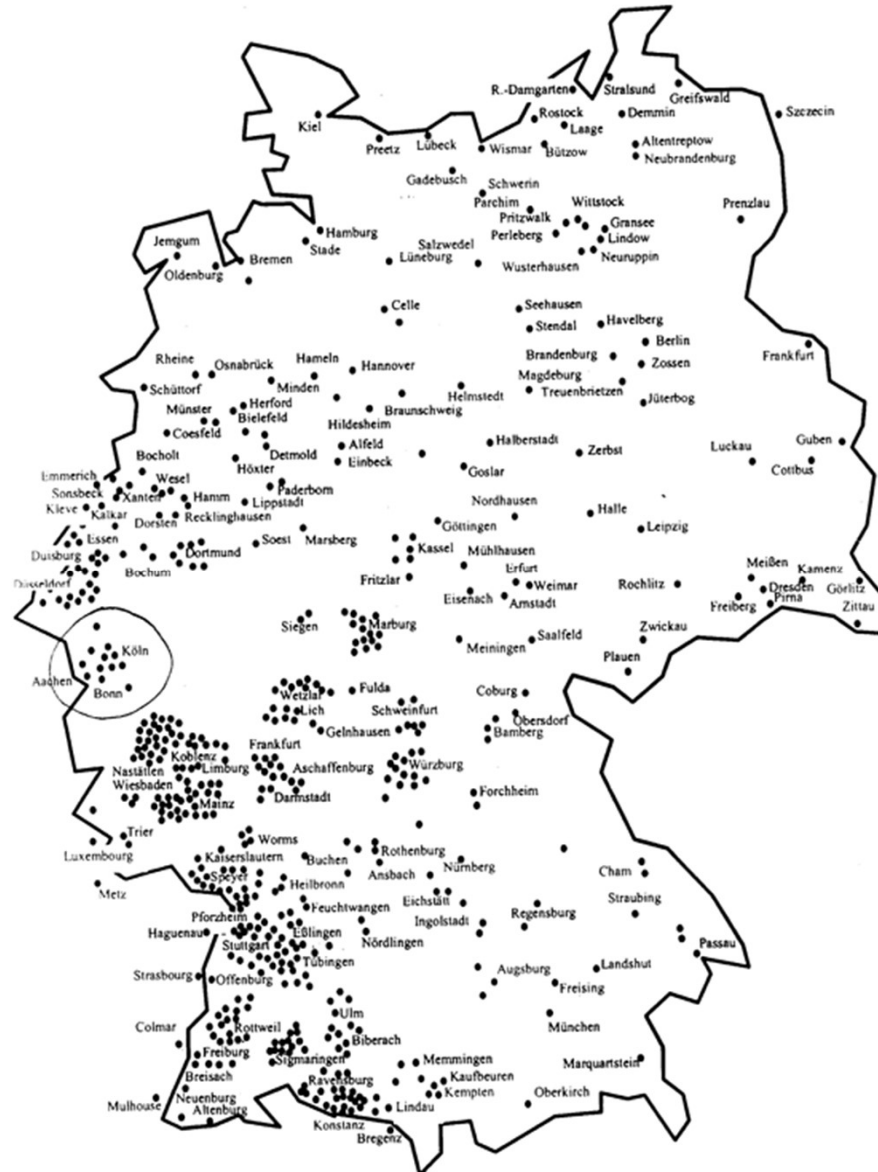 R.-Damgarten
Stralsund
Greifswald
Kiel
Rostock
Demmin
Szczecin
Laage
Preetz
Lübeck
Wismar
Bützow
Altentreptow
Neubrandenburg
Gadebusch
Schwerin
Parchim
Wittstock
Prenzlau
Pritzwalk
Gransee
Hamburg
Perleberg
Lindow
Jemgum
Stade
Salzwedel
Neuruppin
Oldenburg
Bremen
Lüneburg
Wusterhausen
Celle
Seehausen
Stendal
Havelberg
Berlin
Rheine
Osnabrück
Hameln
Hannover
Brandenburg
Zossen
Frankfurt
Schüttorf
Minden
Helmstedt
Magdeburg
Treuenbrietzen
Münster
Herford
Bielefeld
Hildesheim
Braunschweig
Jüterbog
Coesfeld
Detmold
Alfeld
Halberstadt
Zerbst
Luckau
Guben
Bocholt
Höxter
Einbeck
Goslar
Cottbus
Emmerich
Wesel
Sonsbeck
Xanten
Hamm
Paderborn
Nordhausen
Kleve
Kalkar
Dorsten
Recklinghausen
Lippstadt
Göttingen
Halle
Leipzig
Essen
Soest
Marsberg
Duisburg
Bochum
Dortmund
Kassel
Mühlhausen
Düsseldorf
Fritzlar
Erfurt
Weimar
Rochlitz
Meißen
Kamenz
Dresden
Görlitz
Eisenach
Arnstadt
Freiberg
Pirna
Zittau
Siegen
Marburg
Zwickau
Köln
Meiningen
Saalfeld
Plauen
Aachen
Bonn
Wetzlar
Fulda
Coburg
Lich
Schweinfurt
Gelnhausen
Obersdorf
Bamberg
Koblenz
Frankfurt
Nastätten
Limburg
Aschaffenburg
Würzburg
Wiesbaden
Mainz
Darmstadt
Forchheim
Trier
Worms
Luxembourg
Kaiserslautern
Buchen
Rothenburg
Nürnberg
Metz
Speyer
Heilbronn
Ansbach
Cham
Pforzheim
Feuchtwangen
Eichstätt
Straubing
Haguenau
Eßlingen
Ingolstadt
Regensburg
Stuttgart
Nördlingen
Passau
Tübingen
Strasbourg
Offenburg
Augsburg
Landshut
Freising
Colmar
Rottweil
Ulm
München
Freiburg
Biberach
Sigmaringen
Memmingen
Marquartstein
Breisach
Ravensburg
Kaufbeuren
Mulhouse
Neuenburg
Kempten
Altenburg
Lindau
Oberkirch
Konstanz
Bregenz